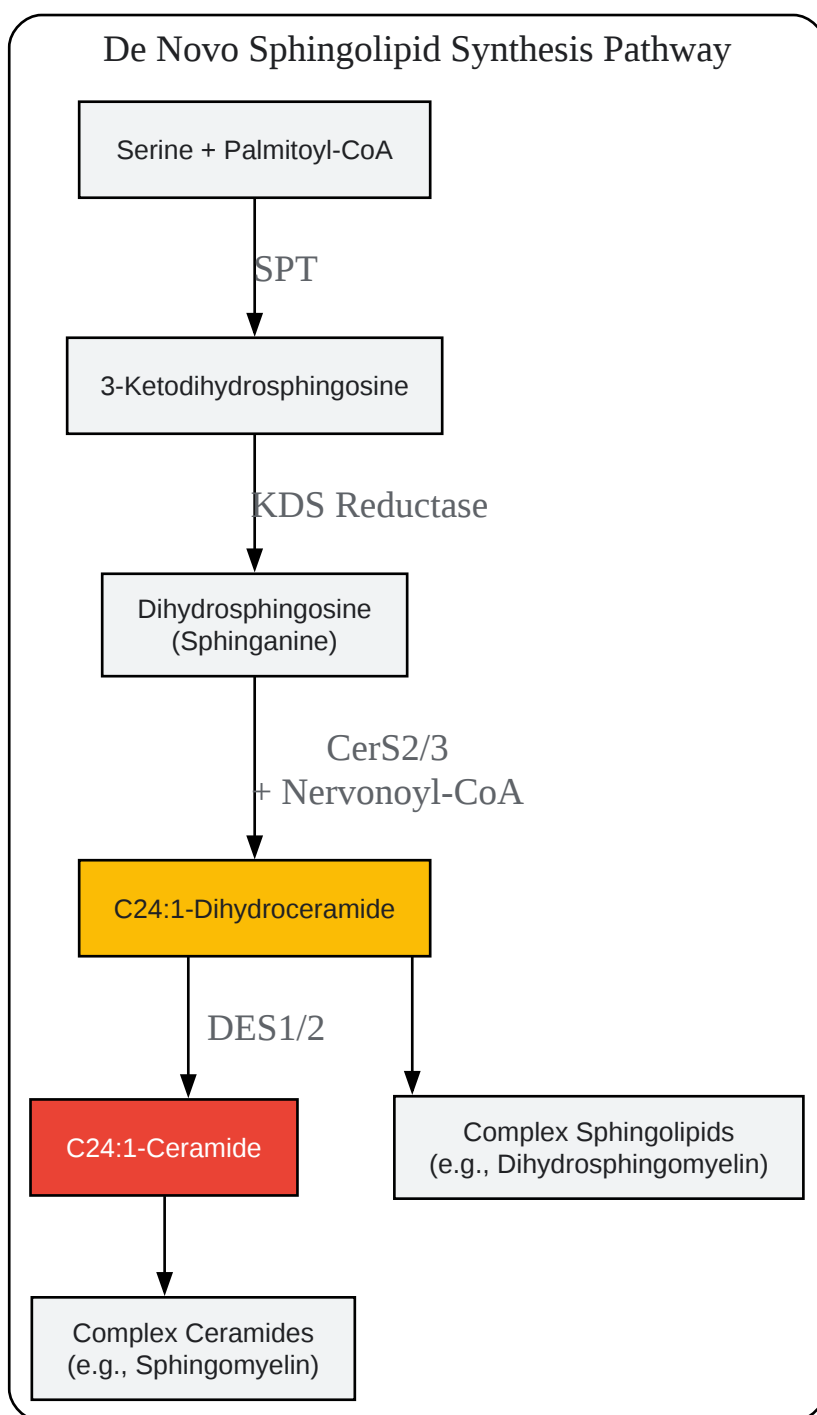 De Novo Sphingolipid Synthesis Pathway
Serine + Palmitoyl-CoA
SPT
3-Ketodihydrosphingosine
KDS Reductase
Dihydrosphingosine
(Sphinganine)
CerS2/3
+ Nervonoyl-CoA
C24:1-Dihydroceramide
DES1/2
C24:1-Ceramide
Complex Sphingolipids
(e.g., Dihydrosphingomyelin)
Complex Ceramides
(e.g., Sphingomyelin)